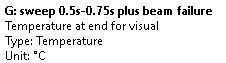 G: sweep 0.5s-0.75s plus beam failure
Temperature at end for visual
Type: Temperature
Unit: °C